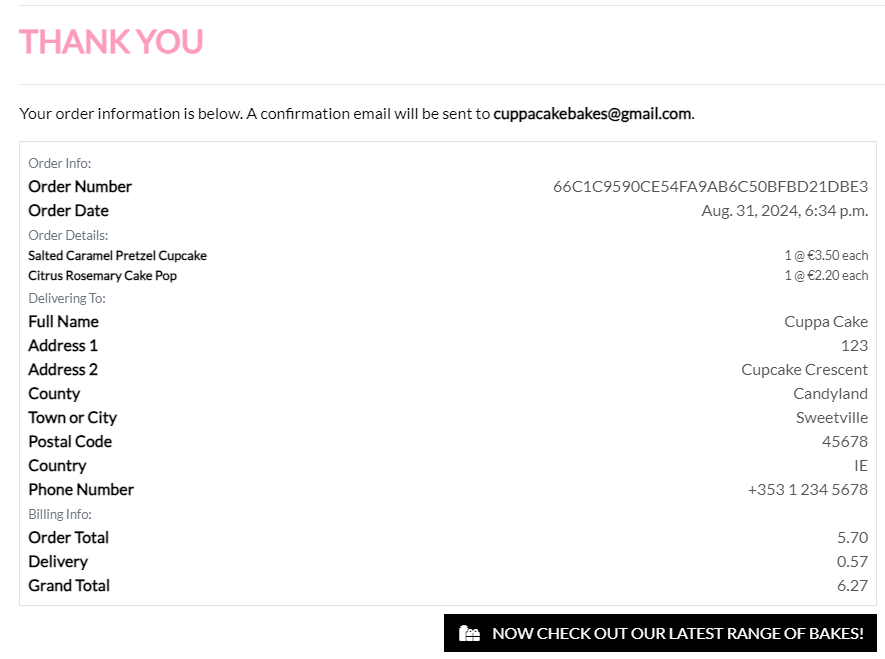 THANK YOU
Your order information is below. A confirmation email will be sent to cuppacakebakes@gmail.com.
Order Info:
Order Number 66C1C9590CE54FA9AB6C50BFBD21DBE3
Order Date Aug. 31, 2024, 6:34 p.m.
Order Details:
Salted Caramel Pretzel Cupcake 1 @ €3.50 each
Citrus Rosemary Cake Pop 1 @ €2.20 each
Delivering To:
Full Name Cuppa Cake
Address 1 123
Address 2 Cupcake Crescent
County Candyland
Town or City Sweetville
Postal Code 45678
Country IE
Phone Number +353 1 234 5678
Billing Info:
Order Total 5.70
Delivery 0.57
Grand Total 6.27
NOW CHECK OUT OUR LATEST RANGE OF BAKES!